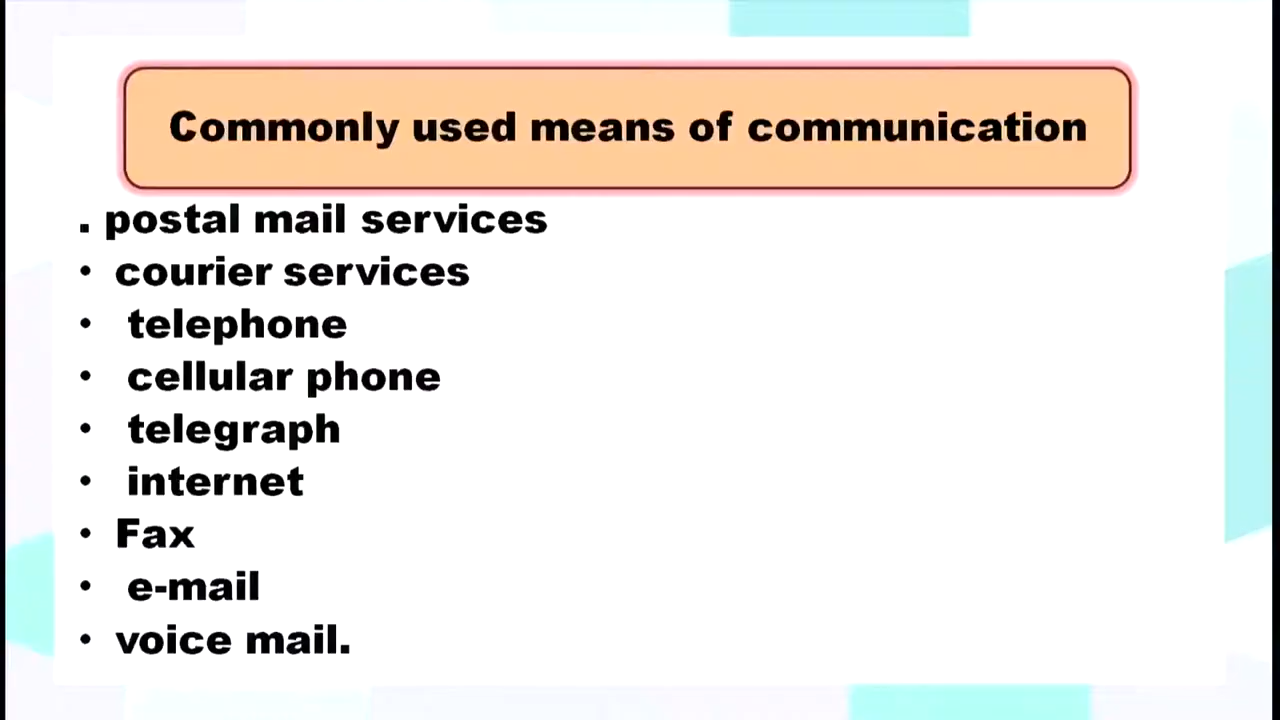 Commonly used means of communication
. postal mail services
• courier services
• telephone
• cellular phone
• telegraph
• internet
• Fax
• e-mail
• voice mail.